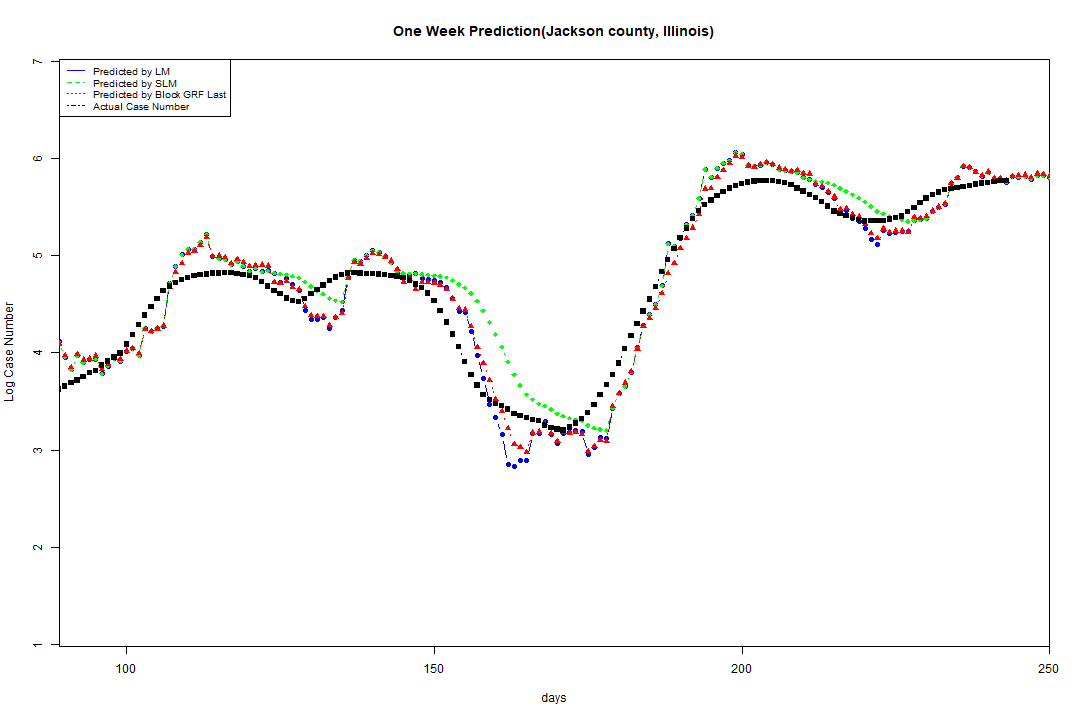 One Week Prediction(Jackson county, Illinois)
Predicted by LM
Predicted by SLM
Predicted by Block GRF Last
Actual Case Number
7
6
5
4
3
2
1
Log Case Number
100
150
200
250
days